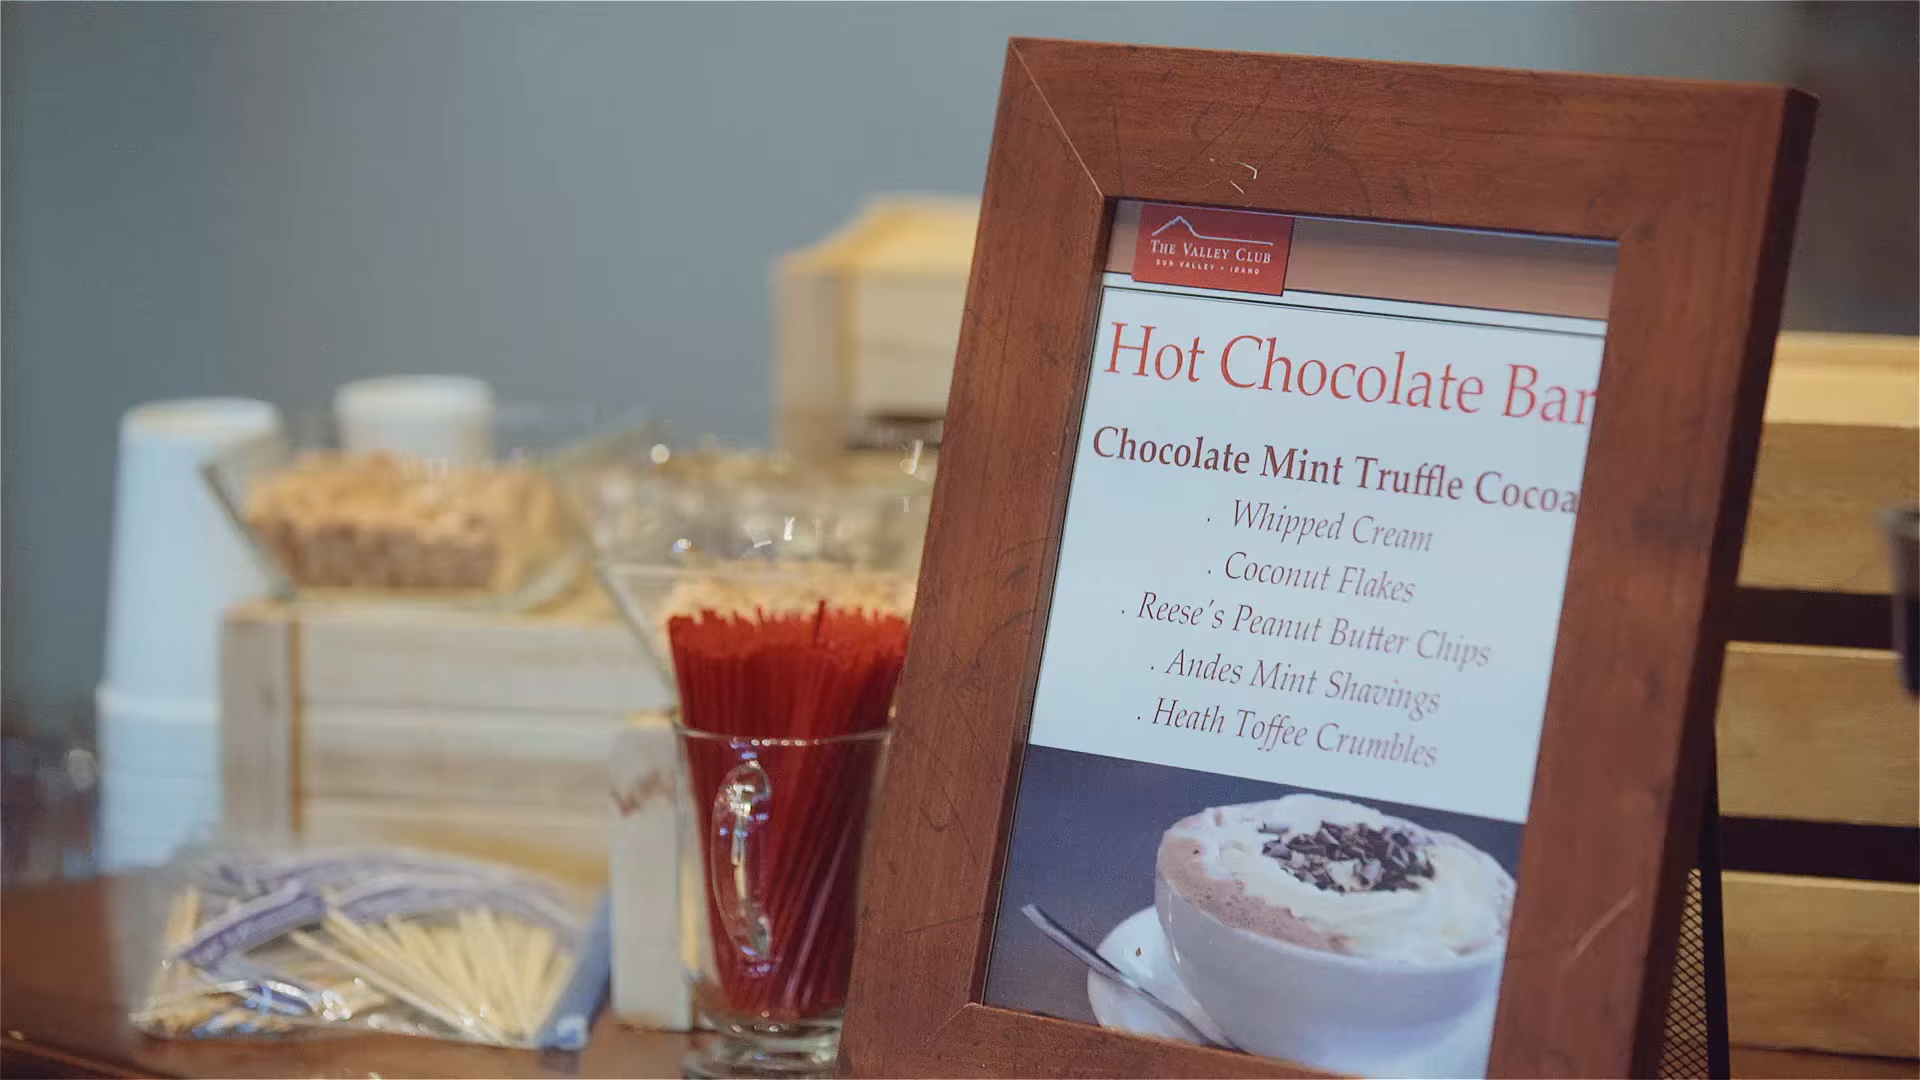 The Valley Club
Sun Valley • Idaho
Hot Chocolate Bar
Chocolate Mint Truffle Cocoa
. Whipped Cream
. Coconut Flakes
. Reese's Peanut Butter Chips
. Andes Mint Shavings
. Heath Toffee Crumbles